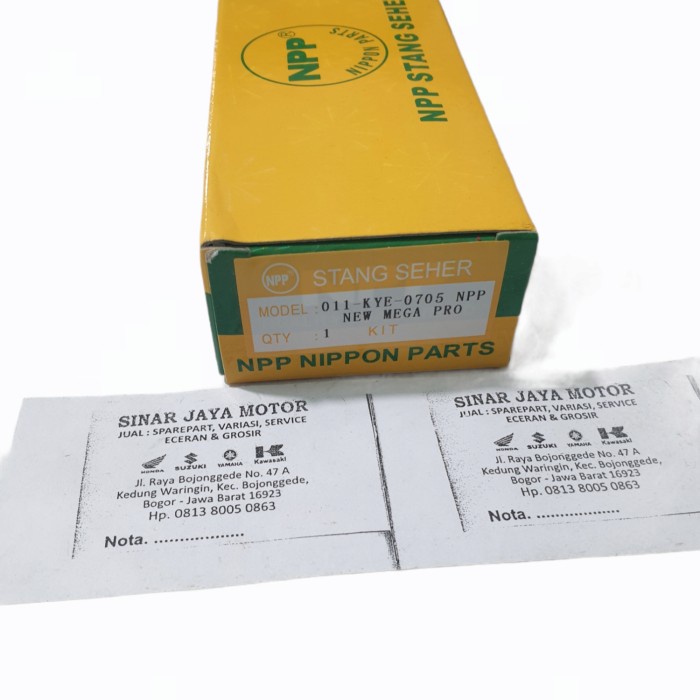 NPP®
NIPPON PARTS
NPP STANG SEHER
NPP STANG SEHER
MODEL : 011-KYE-0705 NPP
NEW MEGA PRO
QTY : 1 KIT
NPP NIPPON PARTS
SINAR JAYA MOTOR
JUAL : SPAREPART, VARIASI, SERVICE
ECERAN & GROSIR
HONDA SUZUKI YAMAHA Kawasaki
Jl. Raya Bojonggede No. 47 A
Kedung Waringin, Kec. Bojonggede,
Bogor - Jawa Barat 16923
Hp. 0813 8005 0863
Nota. ..................
SINAR JAYA MOTOR
JUAL : SPAREPART, VARIASI, SERVICE
ECERAN & GROSIR
HONDA SUZUKI YAMAHA Kawasaki
Jl. Raya Bojonggede No. 47 A
Kedung Waringin, Kec. Bojonggede,
Bogor - Jawa Barat 16923
Hp. 0813 8005 0863
Nota. ..................